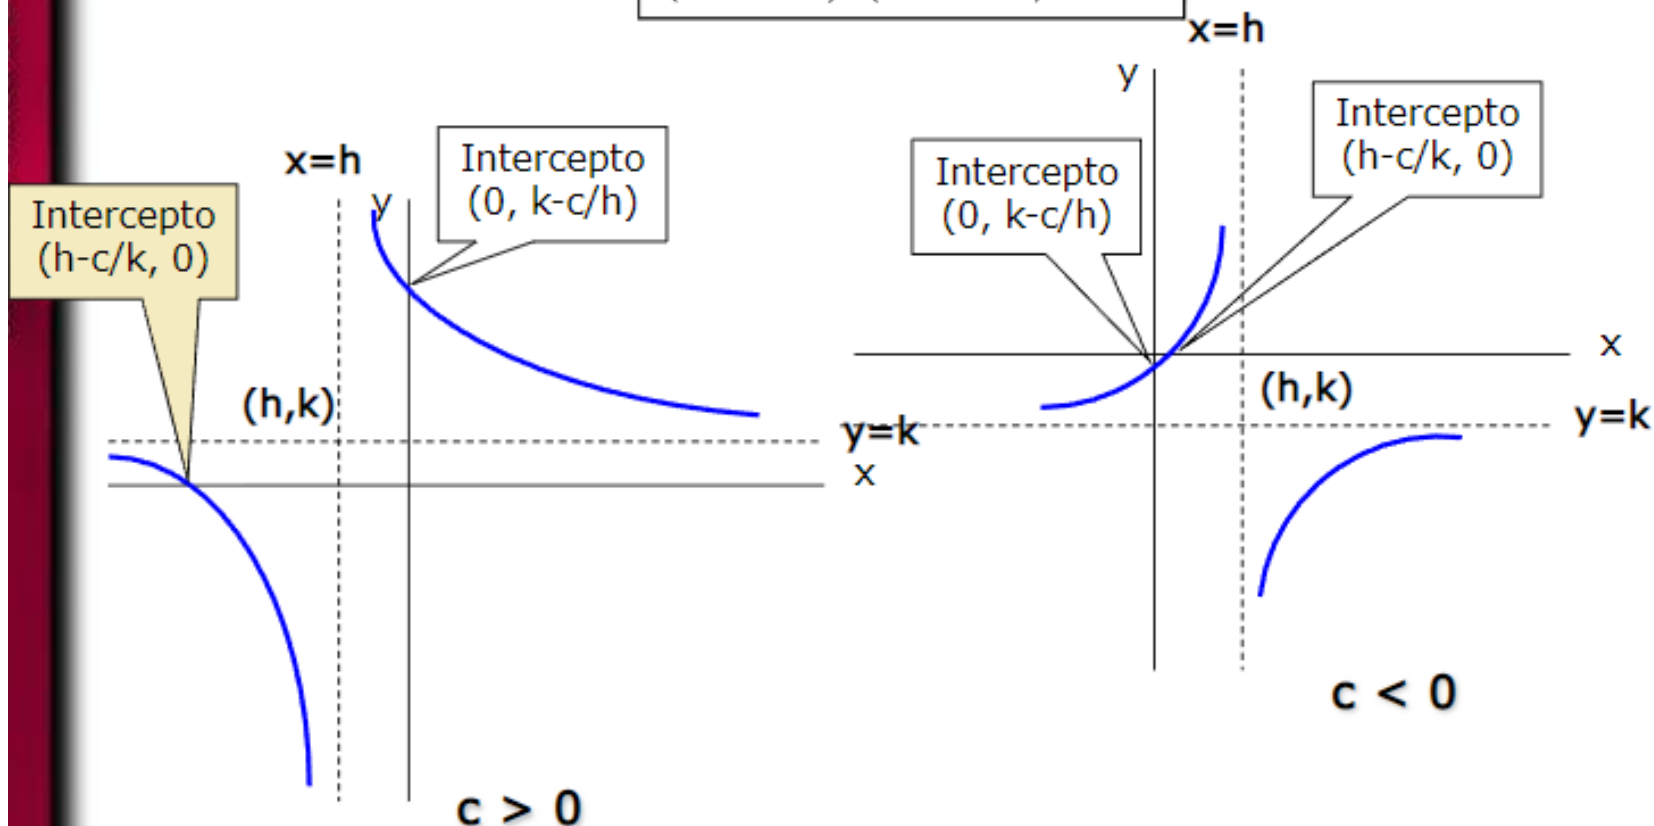 x=h
y
Intercepto
(h-c/k, 0)
Intercepto
(0, k-c/h)
x=h
Intercepto
(0, k-c/h)
Intercepto
(h-c/k, 0)
y
x
(h,k)
(h,k)
y=k
y=k
x
c < 0
c > 0